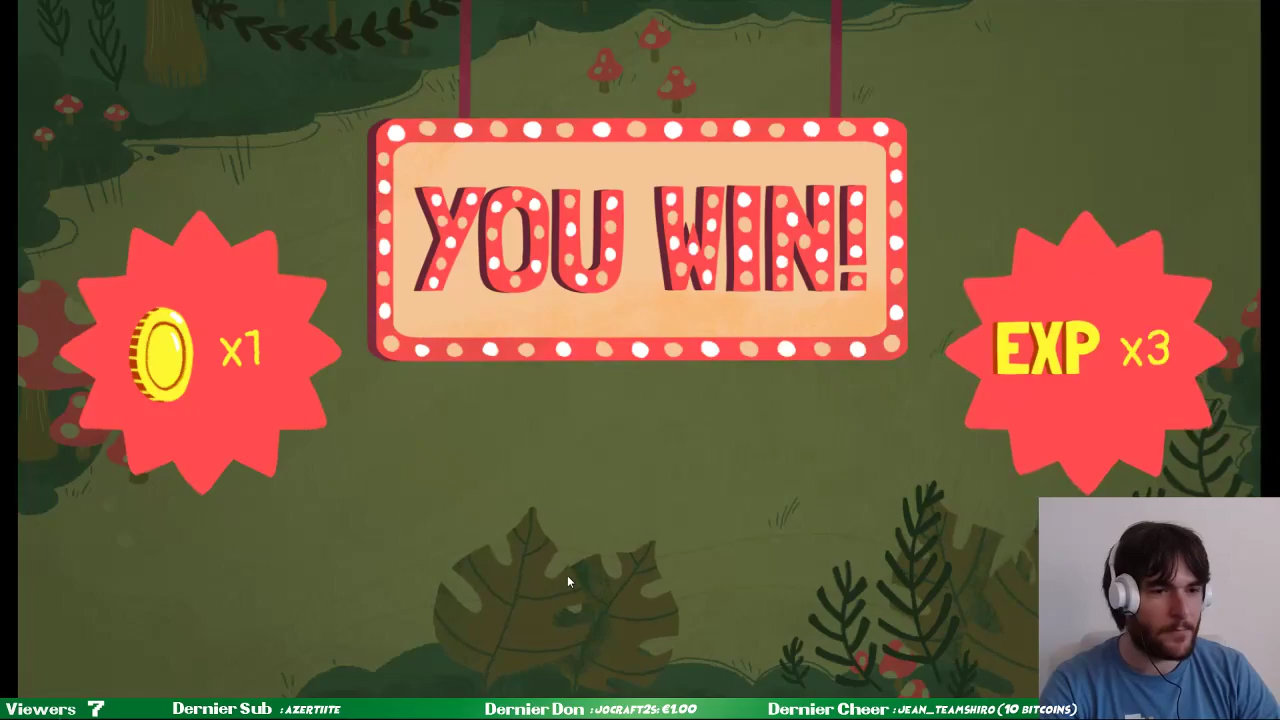 YOU WIN!
x1
EXP x3
Viewers 7
Dernier Sub : AZERTIITE
Dernier Don : JOCRAFT2S: €1.00
Dernier Cheer : JEAN_TEAMSHIRO (10 BITCOINS)